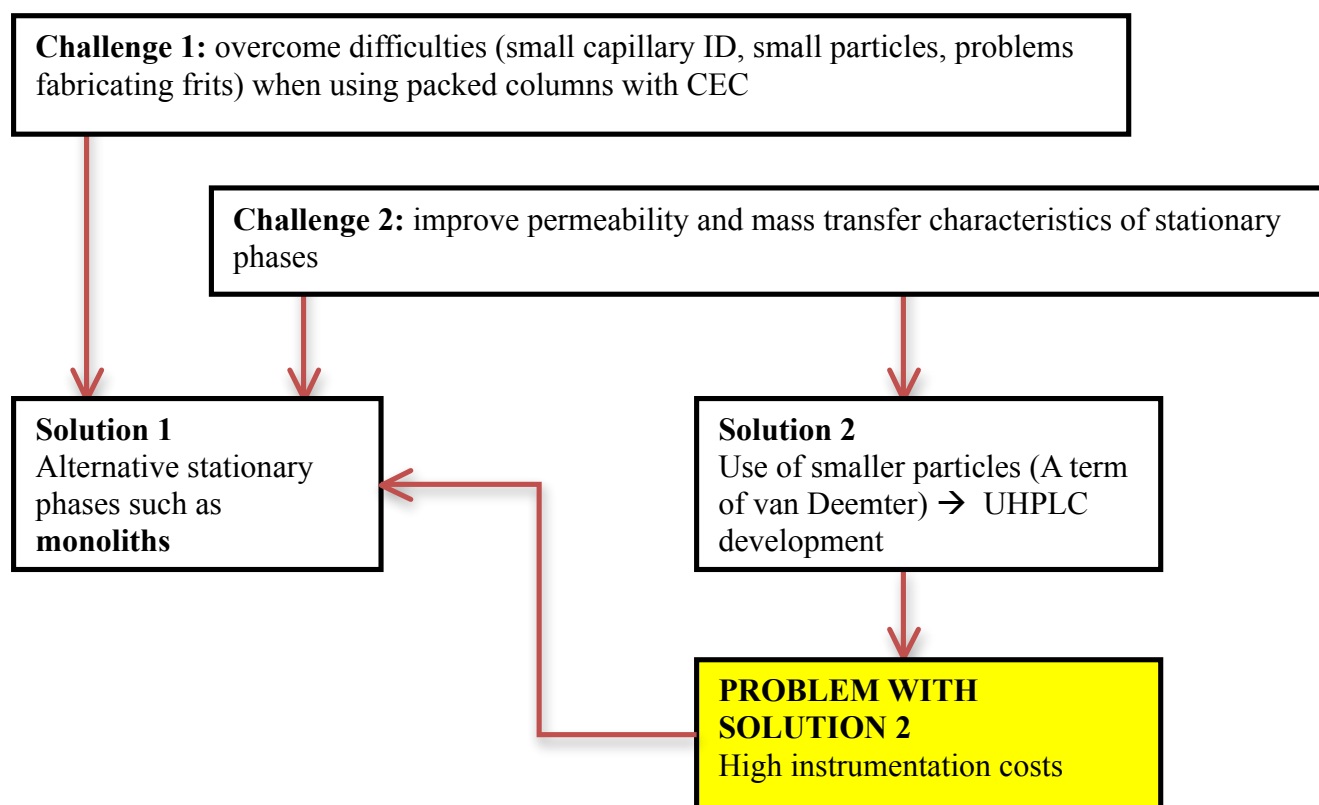 Challenge 1: overcome difficulties (small capillary ID, small particles, problems
fabricating frits) when using packed columns with CEC
Challenge 2: improve permeability and mass transfer characteristics of stationary
phases
Solution 1
Alternative stationary
phases such as
monoliths
Solution 2
Use of smaller particles (A term
of van Deemter) → UHPLC
development
PROBLEM WITH
SOLUTION 2
High instrumentation costs